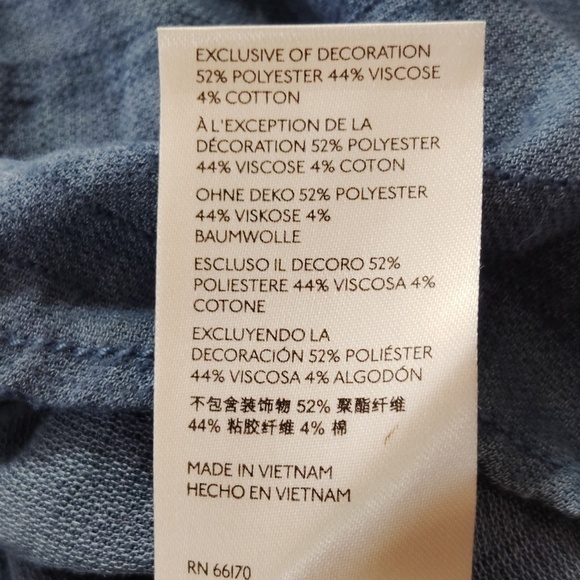 EXCLUSIVE OF DECORATION
52% POLYESTER 44% VISCOSE
4% COTTON
À L'EXCEPTION DE LA
DÉCORATION 52% POLYESTER
44% VISCOSE 4% COTON
OHNE DEKO 52% POLYESTER
44% VISKOSE 4%
BAUMWOLLE
ESCLUSO IL DECORO 52%
POLIESTERE 44% VISCOSA 4%
COTONE
EXCLUYENDO LA
DECORACIÓN 52% POLIÉSTER
44% VISCOSA 4% ALGODÓN
不包含装饰物 52% 聚酯纤维
44% 粘胶纤维 4% 棉
MADE IN VIETNAM
HECHO EN VIETNAM
RN 66170